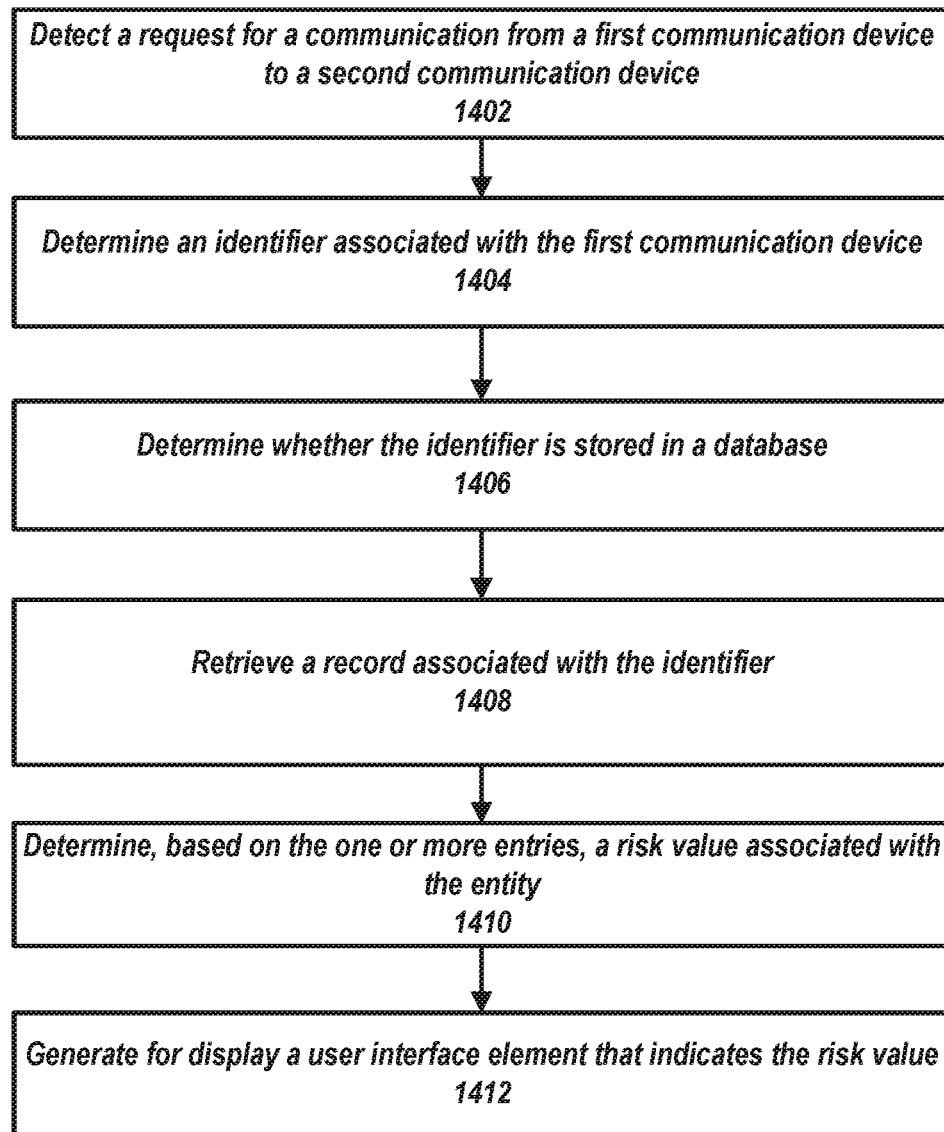 Detect a request for a communication from a first communication device
to a second communication device
1402
Determine an identifier associated with the first communication device
1404
Determine whether the identifier is stored in a database
1406
Retrieve a record associated with the identifier
1408
Determine, based on the one or more entries, a risk value associated with
the entity
1410
Generate for display a user interface element that indicates the risk value
1412